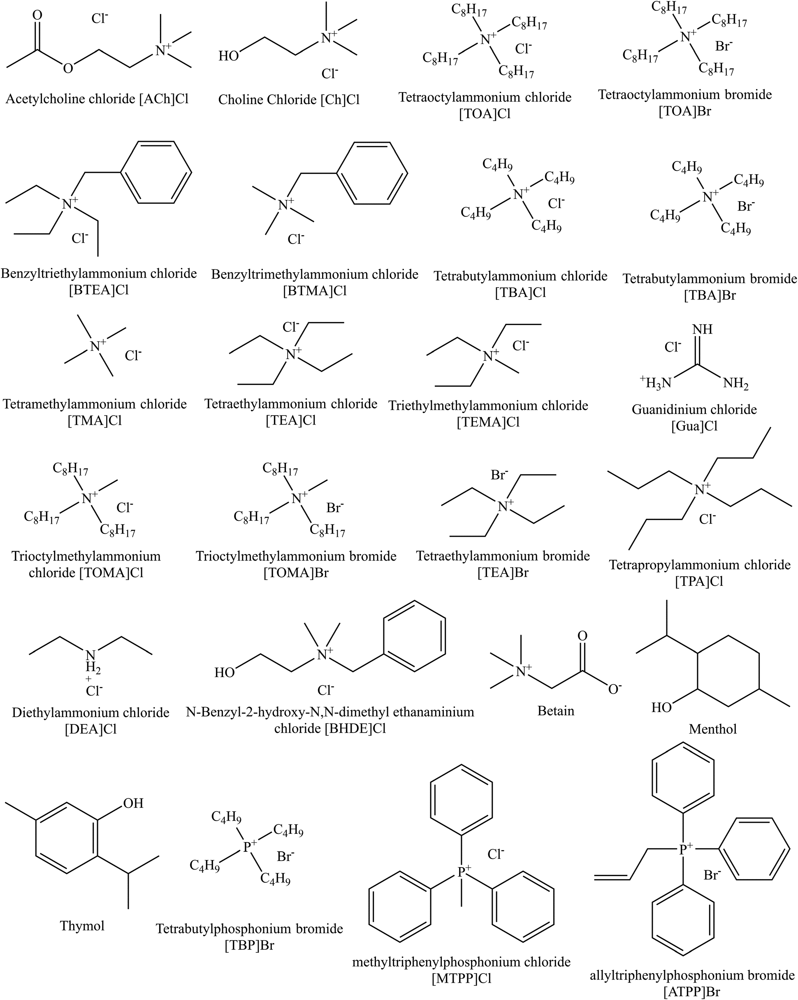 O
Cl-
N+
O
Acetylcholine chloride [ACh]Cl
N+
HO
Cl-
Choline Chloride [Ch]Cl
C8H17
C8H17
N+
Cl-
C8H17
C8H17
Tetraoctylammonium chloride
[TOA]Cl
C8H17
C8H17
N+
Br-
C8H17
C8H17
Tetraoctylammonium bromide
[TOA]Br
N+
Cl-
Benzyltriethylammonium chloride
[BTEA]Cl
N+
Cl-
Benzyltrimethylammonium chloride
[BTMA]Cl
C4H9
C4H9
N+
Cl-
C4H9
C4H9
Tetrabutylammonium chloride
[TBA]Cl
C4H9
C4H9
N+
Br-
C4H9
C4H9
Tetrabutylammonium bromide
[TBA]Br
N+
Cl-
Tetramethylammonium chloride
[TMA]Cl
Cl-
N+
Tetraethylammonium chloride
[TEA]Cl
Cl-
N+
Triethylmethylammonium chloride
[TEMA]Cl
NH
Cl-
+H3N
NH2
Guanidinium chloride
[Gua]Cl
C8H17
N+
Cl-
C8H17
C8H17
Trioctylmethylammonium
chloride [TOMA]Cl
C8H17
N+
Br-
C8H17
C8H17
Trioctylmethylammonium bromide
[TOMA]Br
Br-
N+
Tetraethylammonium bromide
[TEA]Br
N+
Cl-
Tetrapropylammonium chloride
[TPA]Cl
N
H2
+
Cl-
Diethylammonium chloride
[DEA]Cl
N+
HO
Cl-
N-Benzyl-2-hydroxy-N,N-dimethyl ethanaminium
chloride [BHDE]Cl
O
N+
O-
Betain
HO
Menthol
OH
Thymol
C4H9
C4H9
P+
Br-
C4H9
C4H9
Tetrabutylphosphonium bromide
[TBP]Br
Cl-
P+
methyltriphenylphosphonium chloride
[MTPP]Cl
P+
Br-
allyltriphenylphosphonium bromide
[ATPP]Br